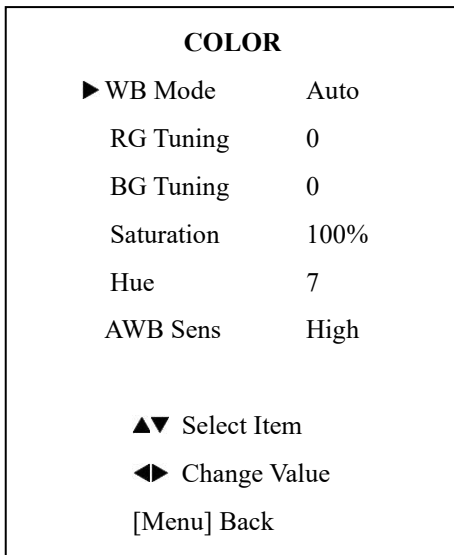 COLOR
▶ WB Mode Auto
RG Tuning 0
BG Tuning 0
Saturation 100%
Hue 7
AWB Sens High
▲▼ Select Item
◀▶ Change Value
[Menu] Back